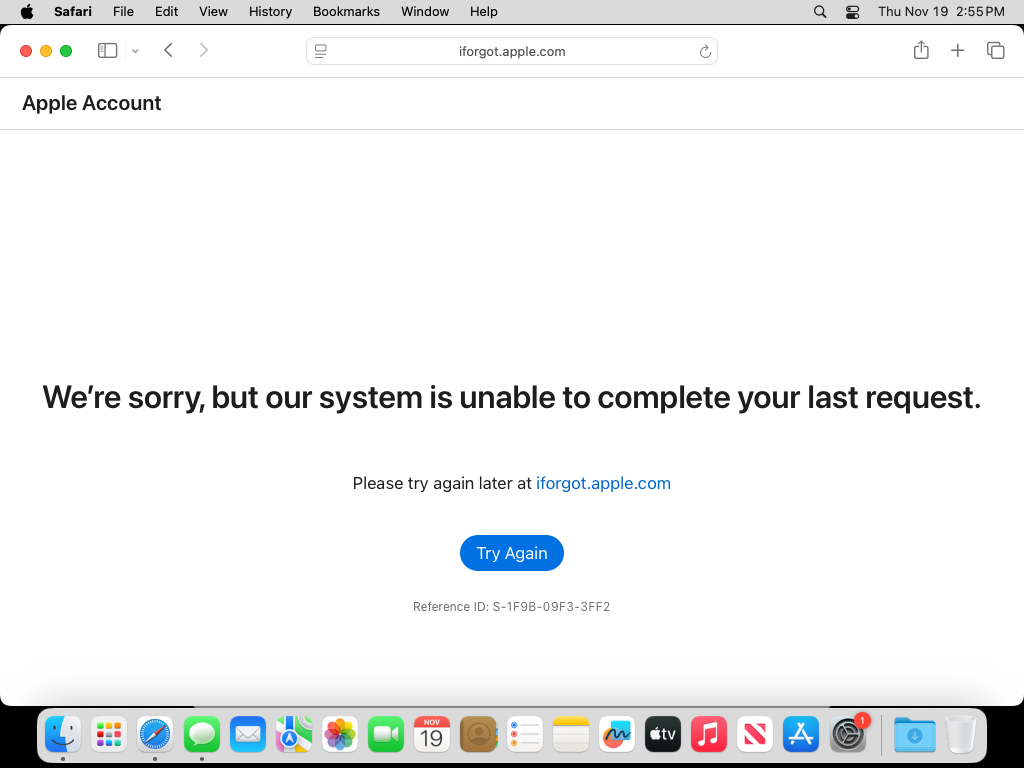 Safari File Edit View History Bookmarks Window Help Thu Nov 19 2:55 PM
iforgot.apple.com
Apple Account
We're sorry, but our system is unable to complete your last request.
Please try again later at iforgot.apple.com
Try Again
Reference ID: S-1F9B-09F3-3FF2
NOV
19
tv
1